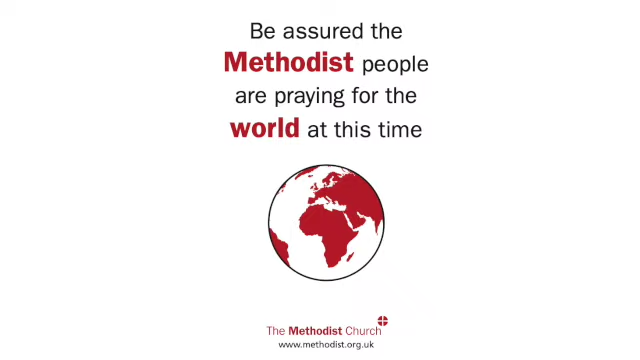 Be assured the
Methodist people
are praying for the
world at this time
The Methodist Church
www.methodist.org.uk